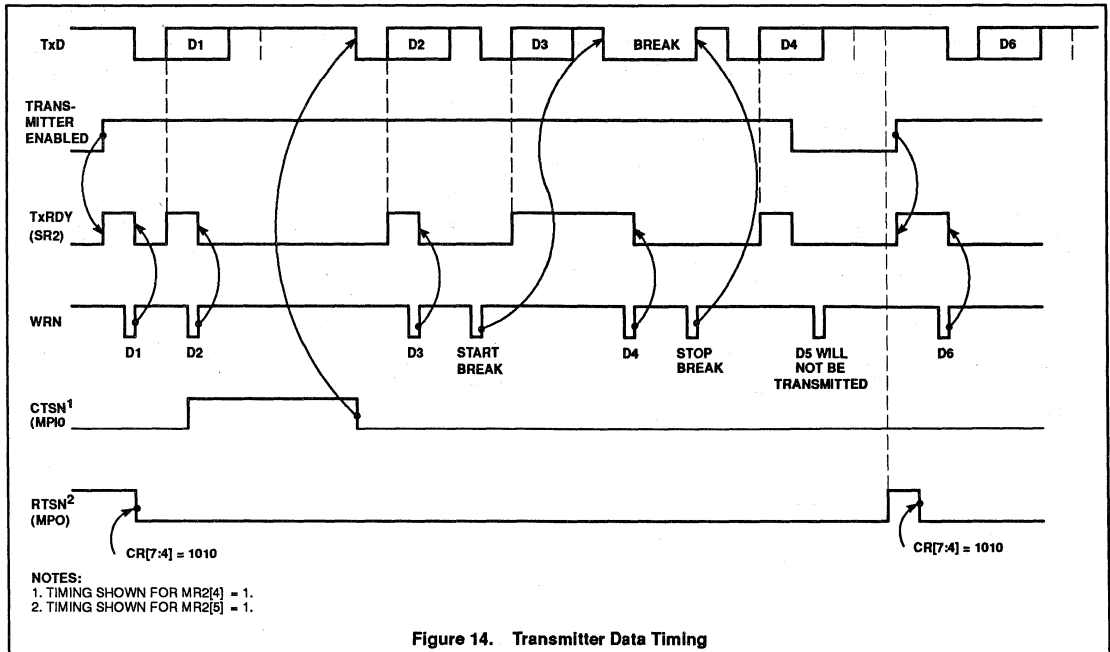 TxD
D1
D2
D3
BREAK
D4
D6
TRANS-
MITTER
ENABLED
TxRDY
(SR2)
WRN
D1
D2
D3
START
BREAK
D4
STOP
BREAK
D5 WILL
NOT BE
TRANSMITTED
D6
CTSN1
(MPI0
RTSN2
(MPO)
CR[7:4] = 1010
CR[7:4] = 1010
NOTES:
1. TIMING SHOWN FOR MR2[4] = 1.
2. TIMING SHOWN FOR MR2[5] = 1.
Figure 14. Transmitter Data Timing